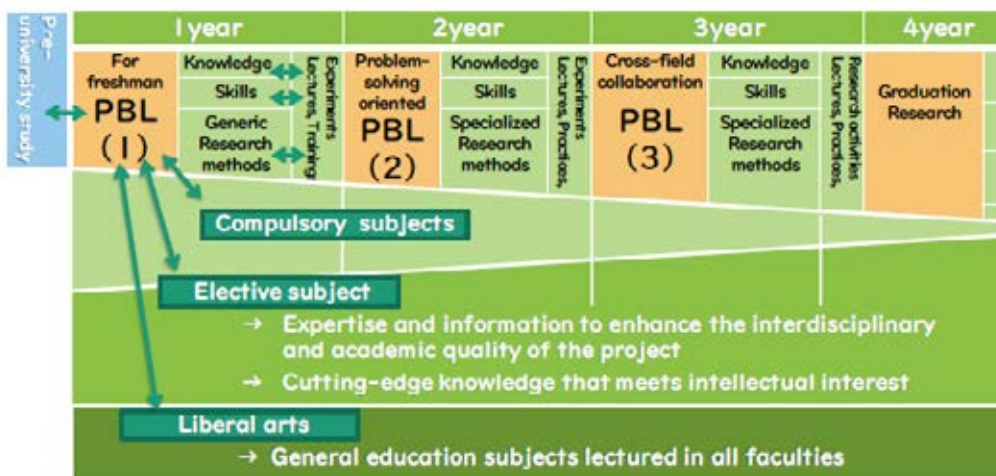 1year
2year
3year
4year
Pre-
university study
For
freshman
PBL
(1)
Knowledge
Skills
Generic
Research
methods
Experiments
Lectures, Training
Problem-
solving
oriented
PBL
(2)
Knowledge
Skills
Specialized
Research
methods
Experiments
Lectures, Practices,
Cross-field
collaboration
PBL
(3)
Knowledge
Skills
Specialized
Research
methods
Research activities
Lectures, Practices,
Graduation
Research
Compulsory subjects
Elective subject
→ Expertise and information to enhance the interdisciplinary
and academic quality of the project
→ Cutting-edge knowledge that meets intellectual interest
Liberal arts
→ General education subjects lectured in all faculties